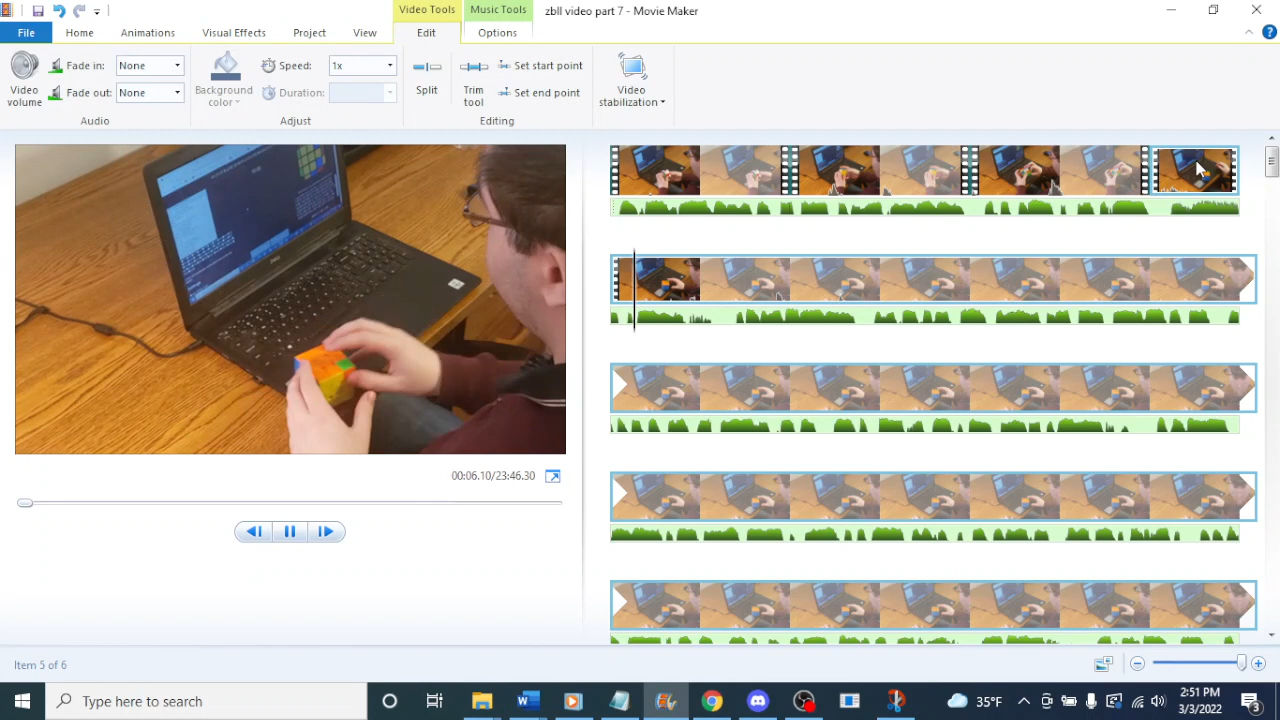 Video Tools
Music Tools
zbll video part 7 - Movie Maker
File
Home
Animations
Visual Effects
Project
View
Edit
Options
Video volume
Fade in:
None
Fade out:
None
Audio
Background color
Speed:
1x
Duration:
Adjust
Split
Trim tool
Set start point
Set end point
Editing
Video stabilization
00:06.10/23:46.30
Item 5 of 6
Type here to search
35°F
2:51 PM
3/3/2022
3